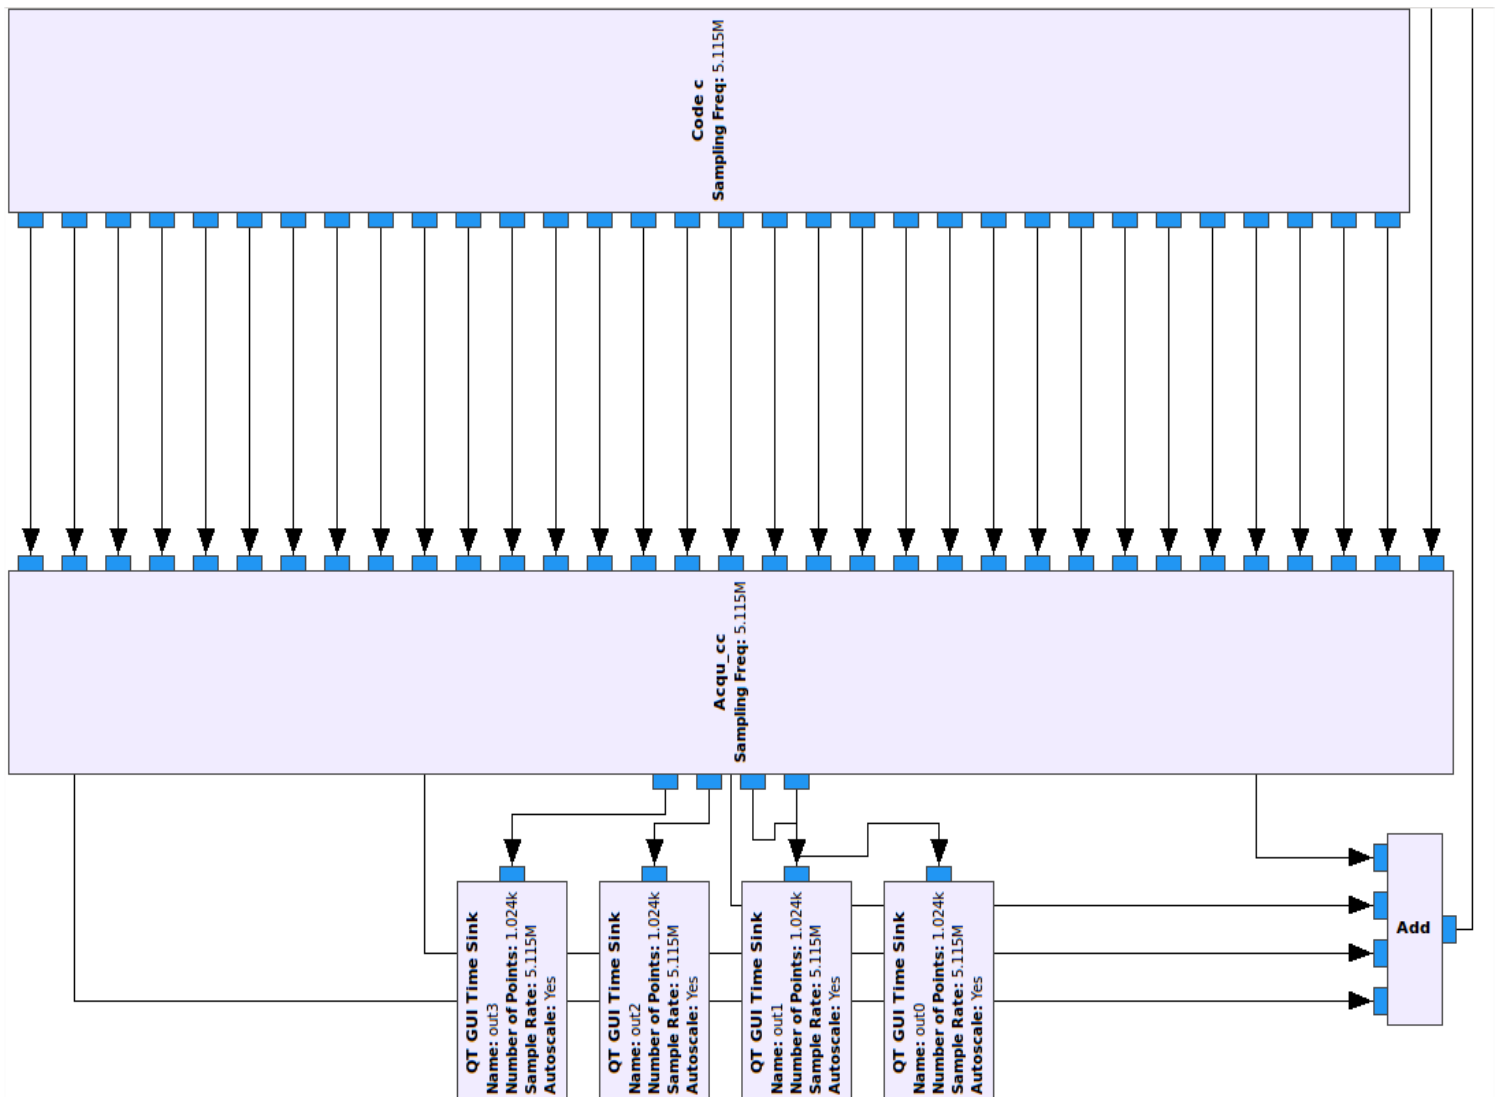 Code c
Sampling Freq: 5.115M
Acqu_cc
Sampling Freq: 5.115M
QT GUI Time Sink
Name: out3
Number of Points: 1.024k
Sample Rate: 5.115M
Autoscale: Yes
QT GUI Time Sink
Name: out2
Number of Points: 1.024k
Sample Rate: 5.115M
Autoscale: Yes
QT GUI Time Sink
Name: out1
Number of Points: 1.024k
Sample Rate: 5.115M
Autoscale: Yes
QT GUI Time Sink
Name: out0
Number of Points: 1.024k
Sample Rate: 5.115M
Autoscale: Yes
Add